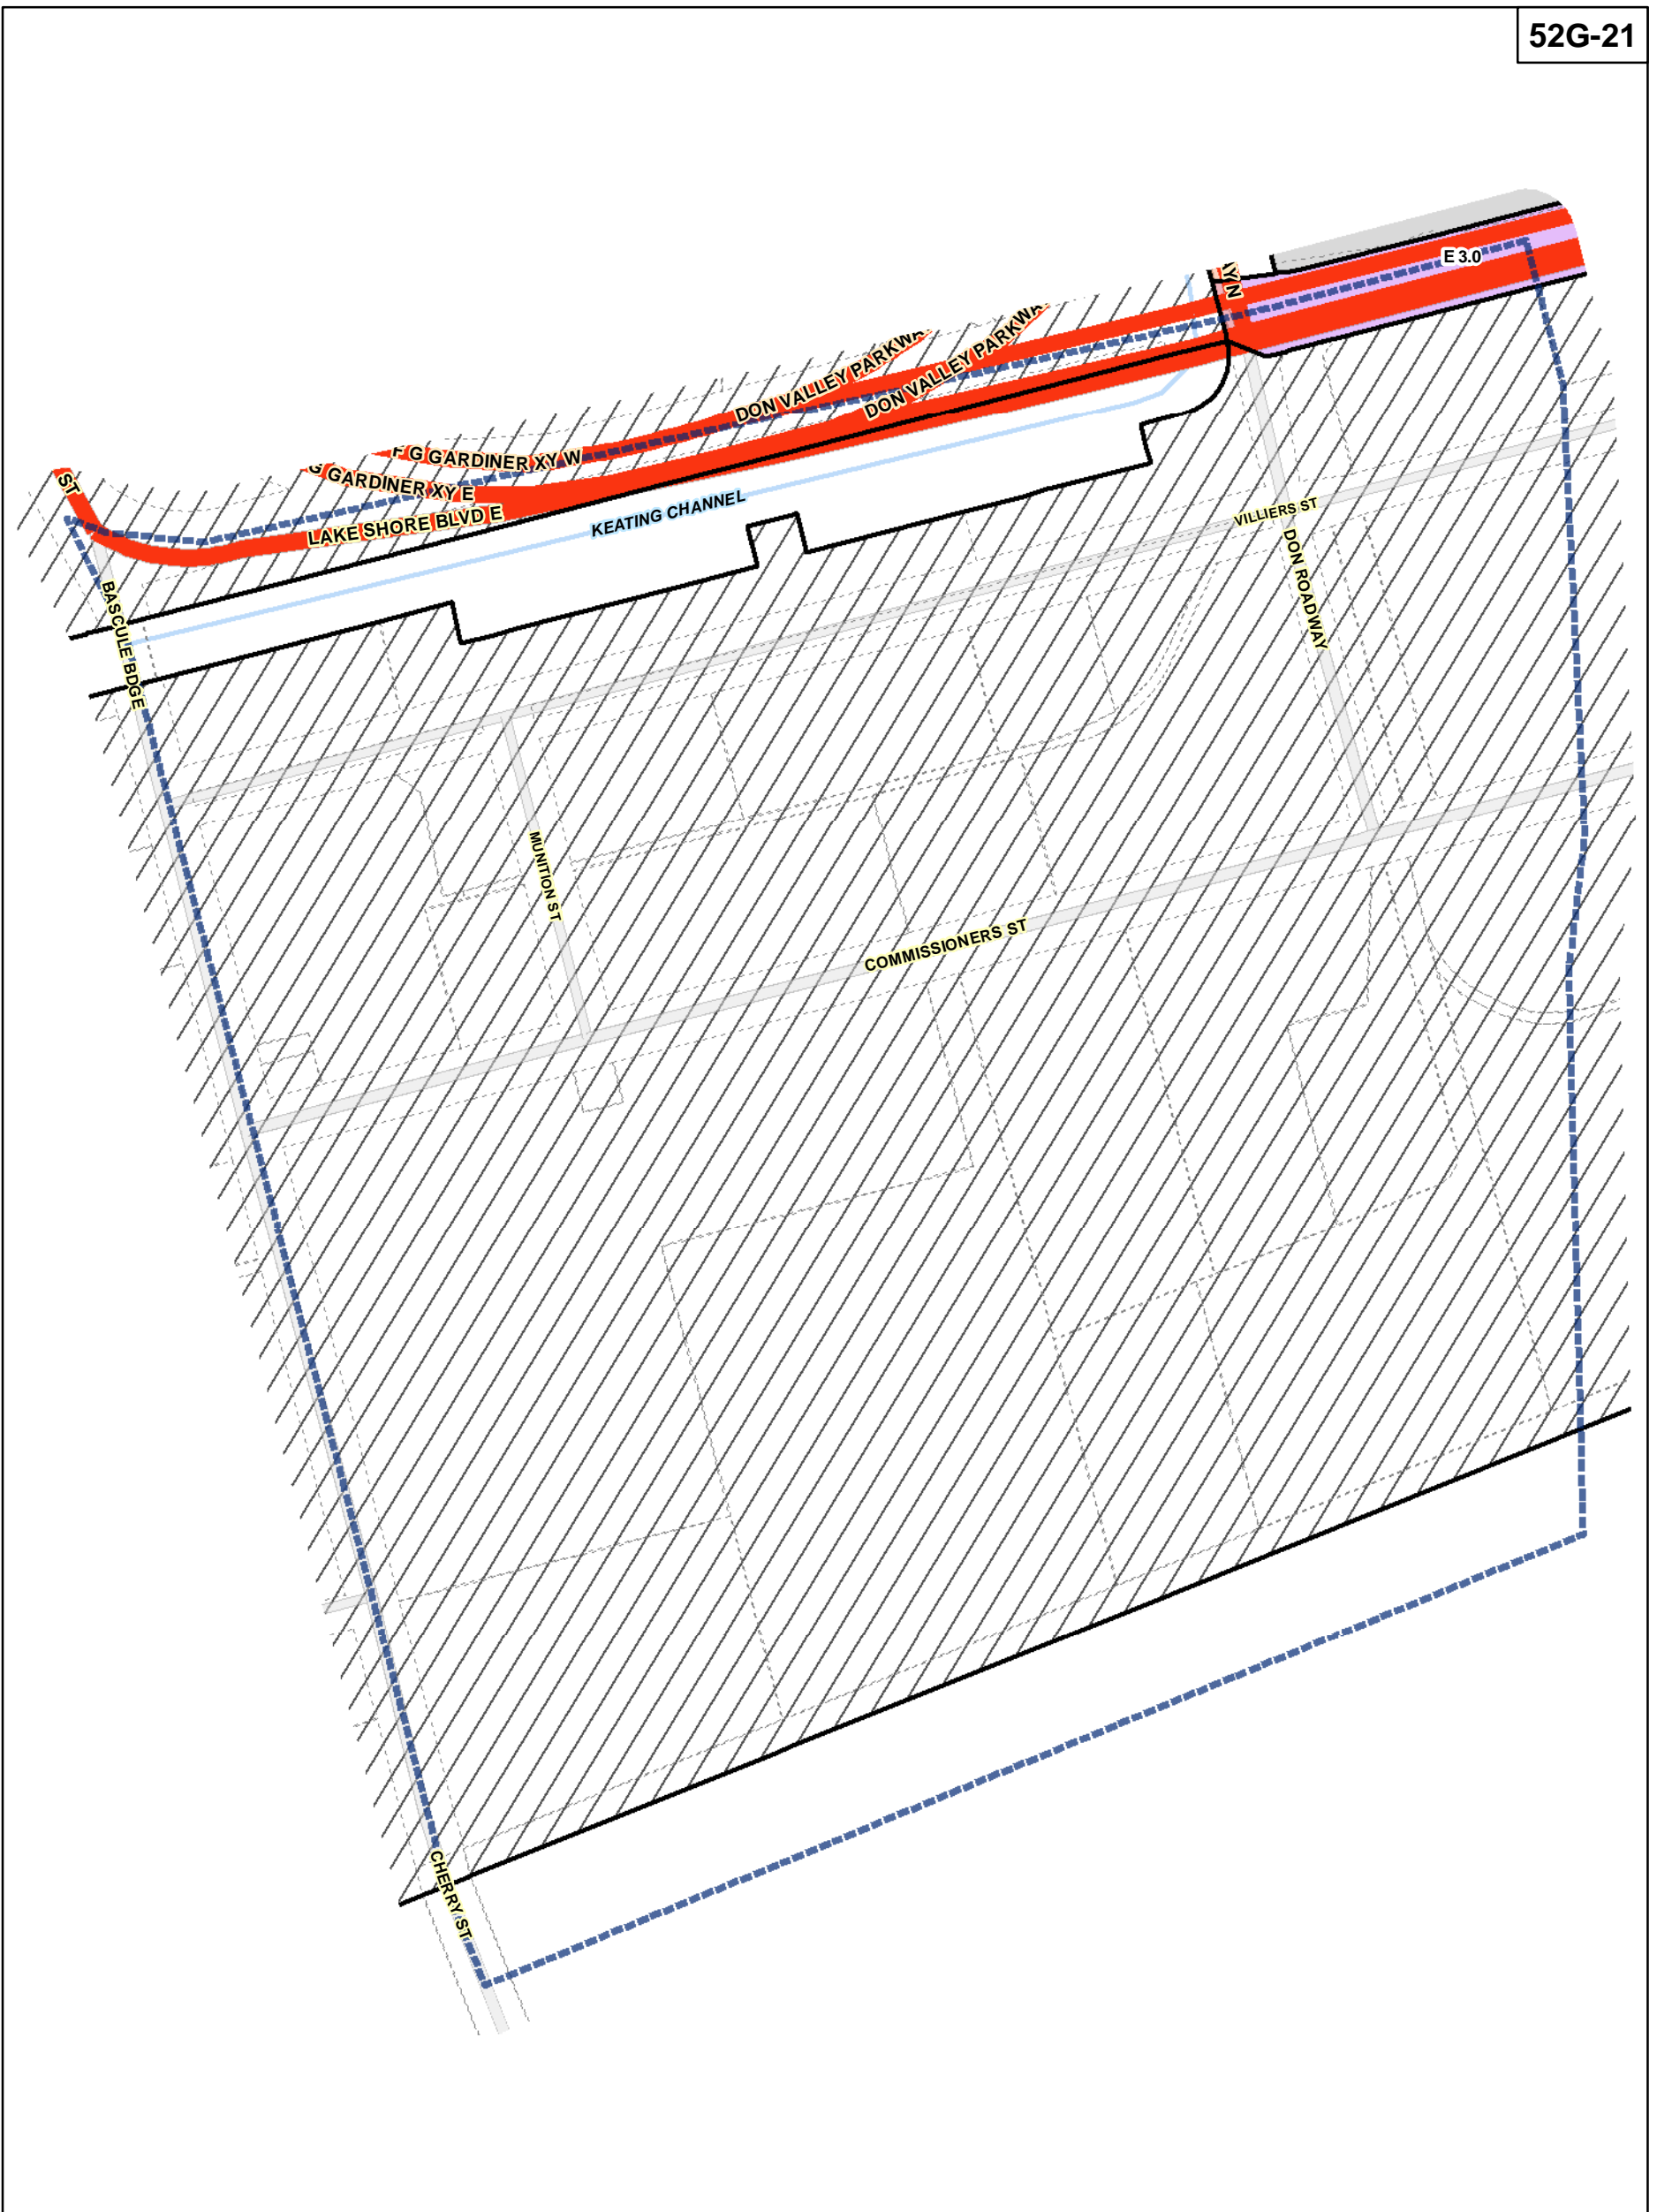 52G-21
E 3.0
YN
DON VALLEY PARKWA
DON VALLEY PARKWA
F G GARDINER XY W
G GARDINER XY E
ST
LAKE SHORE BLVD E
KEATING CHANNEL
VILLIERS ST
DON ROADWAY
BASCULE BDGE
MUNITION ST
COMMISSIONERS ST
CHERRY ST